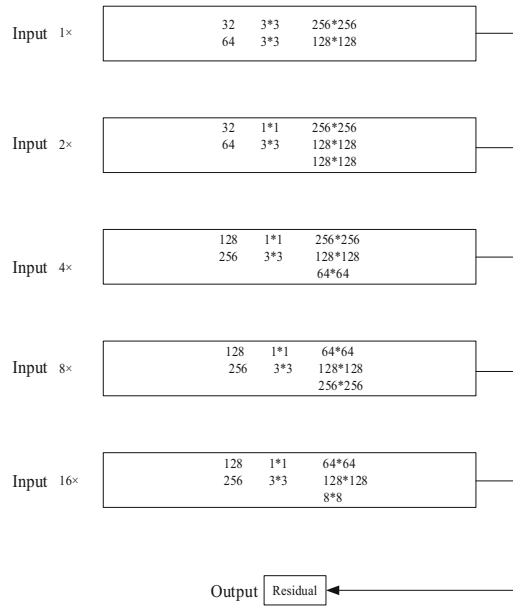 32 3*3 256*256
Input 1× 64 3*3 128*128
32 1*1 256*256
Input 2× 64 3*3 128*128
128*128
128 1*1 256*256
256 3*3 128*128
Input 4× 64*64
128 1*1 64*64
Input 8× 256 3*3 128*128
256*256
128 1*1 64*64
Input 16× 256 3*3 128*128
8*8
Output Residual